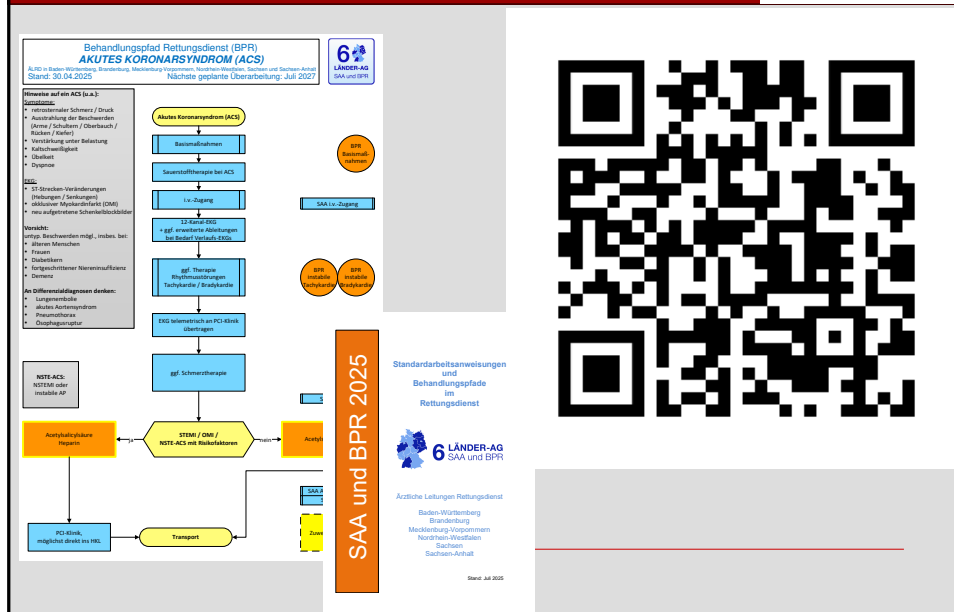 Behandlungspfad Rettungsdienst (BPR)
AKUTES KORONARSYNDROM (ACS)
ÄLRD in Baden-Württemberg, Brandenburg, Mecklenburg-Vorpommern, Nordrhein-Westfalen, Sachsen und Sachsen-Anhalt
Stand: 30.04.2025 Nächste geplante Überarbeitung: Juli 2027
6
LÄNDER-AG
SAA und BPR
Hinweise auf ein ACS (u.a.):
Symptome:
retrosternaler Schmerz / Druck
Ausstrahlung der Beschwerden
(Arme / Schultern / Oberbauch /
Rücken / Kiefer)
Verstärkung unter Belastung
Kaltschweißigkeit
Übelkeit
Dyspnoe
EKG:
ST-Strecken-Veränderungen
(Hebungen / Senkungen)
okklusiver Myokardinfarkt (OMI)
neu aufgetretene Schenkelblockbilder
Vorsicht:
untyp. Beschwerden mögl., insbes. bei:
älteren Menschen
Frauen
Diabetikern
fortgeschrittener Niereninsuffizienz
Demenz
An Differenzialdiagnosen denken:
Lungenembolie
akutes Aortensyndrom
Pneumothorax
Ösophagusruptur
Akutes Koronarsyndrom (ACS)
Basismaßnahmen
BPR
Basismaß-
nahmen
Sauerstofftherapie bei ACS
i.v.-Zugang
SAA i.v.-Zugang
12-Kanal-EKG
+ ggf. erweiterte Ableitungen
bei Bedarf Verlaufs-EKGs
ggf. Therapie
Rhythmusstörungen
Tachykardie / Bradykardie
BPR
instabile
Tachykardie
BPR
instabile
Bradykardie
EKG telemetrisch an PCI-Klinik
übertragen
ggf. Schmerztherapie
NSTE-ACS:
NSTEMI oder
instabile AP
Acetylsalicylsäure
Heparin
ja
STEMI / OMI /
NSTE-ACS mit Risikofaktoren
nein
PCI-Klinik,
möglichst direkt ins HKL
Transport
SAA und BPR 2025
Standardarbeitsanweisungen
und
Behandlungspfade
im
Rettungsdienst
6 LÄNDER-AG
SAA und BPR
Ärztliche Leitungen Rettungsdienst
Baden-Württemberg
Brandenburg
Mecklenburg-Vorpommern
Nordrhein-Westfalen
Sachsen
Sachsen-Anhalt
Stand: Juli 2025